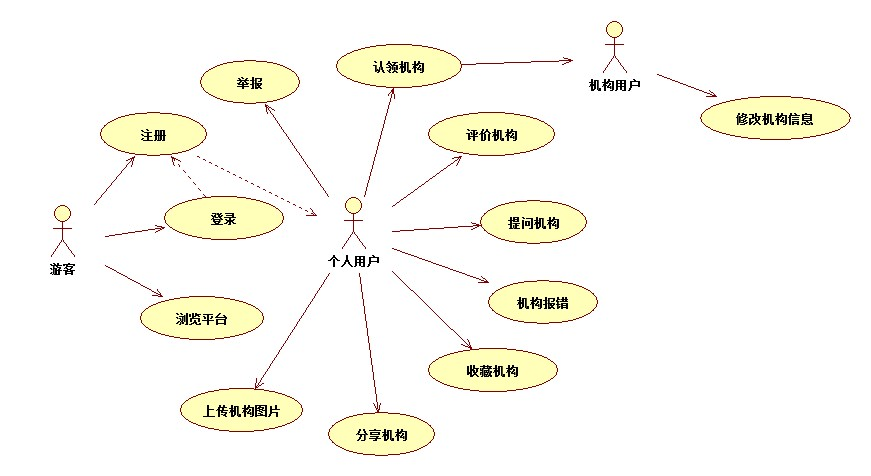 认领机构
机构用户
举报
修改机构信息
注册
评价机构
登录
提问机构
个人用户
游客
机构报错
浏览平台
收藏机构
上传机构图片
分享机构